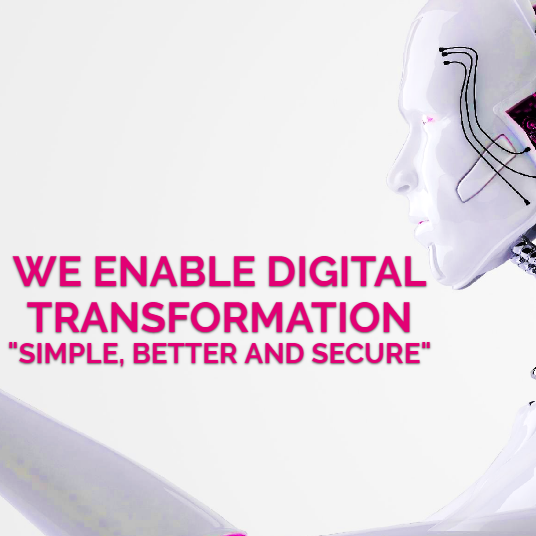 WE ENABLE DIGITAL
TRANSFORMATION
"SIMPLE, BETTER AND SECURE"